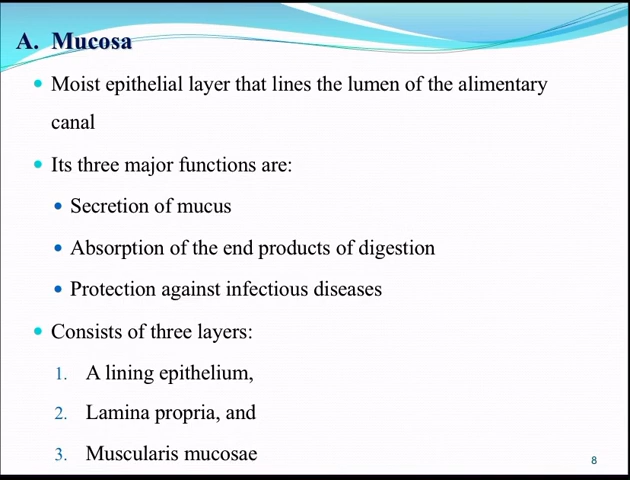 A. Mucosa
Moist epithelial layer that lines the lumen of the alimentary
canal
Its three major functions are:
Secretion of mucus
Absorption of the end products of digestion
Protection against infectious diseases
Consists of three layers:
1. A lining epithelium,
2. Lamina propria, and
3. Muscularis mucosae
8